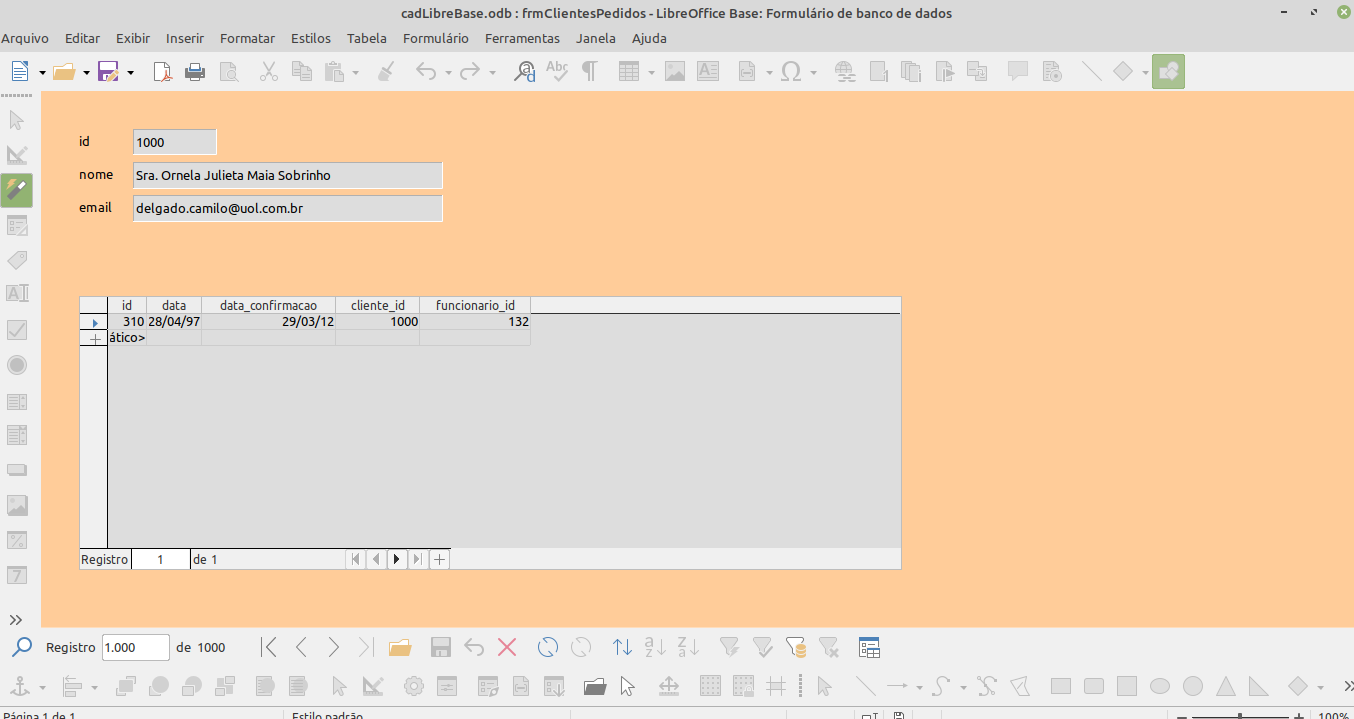 cadLibreBase.odb : frmClientesPedidos - LibreOffice Base: Formulário de banco de dados
Arquivo Editar Exibir Inserir Formatar Estilos Tabela Formulário Ferramentas Janela Ajuda
id 1000
nome Sra. Ornela Julieta Maia Sobrinho
email delgado.camilo@uol.com.br
id data data_confirmacao cliente_id funcionario_id
310 28/04/97 29/03/12 1000 132
ático>
Registro 1 de 1
Registro 1.000 de 1000
Página 1 de 1 Estilo padrão 100%